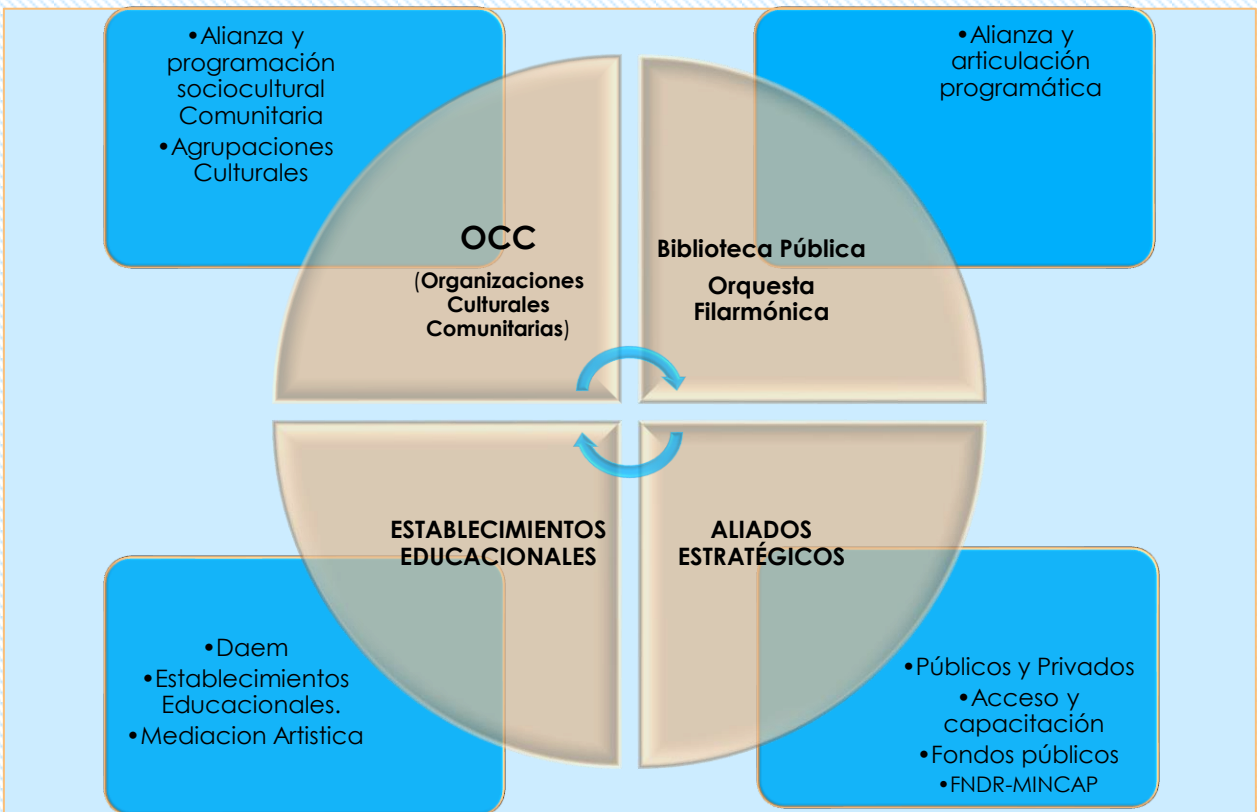 •Alianza y
programación
sociocultural
Comunitaria
•Agrupaciones
Culturales
•Alianza y
articulación
programática
OCC
(Organizaciones
Culturales
Comunitarias)
Biblioteca Pública
Orquesta
Filarmónica
ESTABLECIMIENTOS
EDUCACIONALES
ALIADOS
ESTRATÉGICOS
•Daem
•Establecimientos
Educacionales.
•Mediacion Artistica
•Públicos y Privados
•Acceso y
capacitación
•Fondos públicos
•FNDR-MINCAP